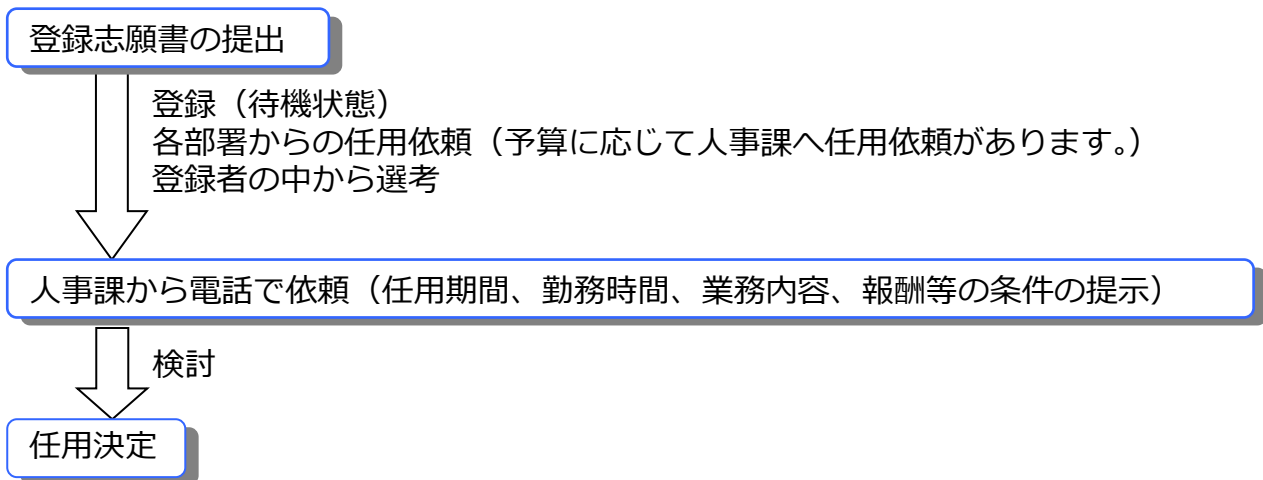 登録志願書の提出
登録（待機状態）
各部署からの任用依頼（予算に応じて人事課へ任用依頼があります。）
登録者の中から選考
人事課から電話で依頼（任用期間、勤務時間、業務内容、報酬等の条件の提示）
検討
任用決定